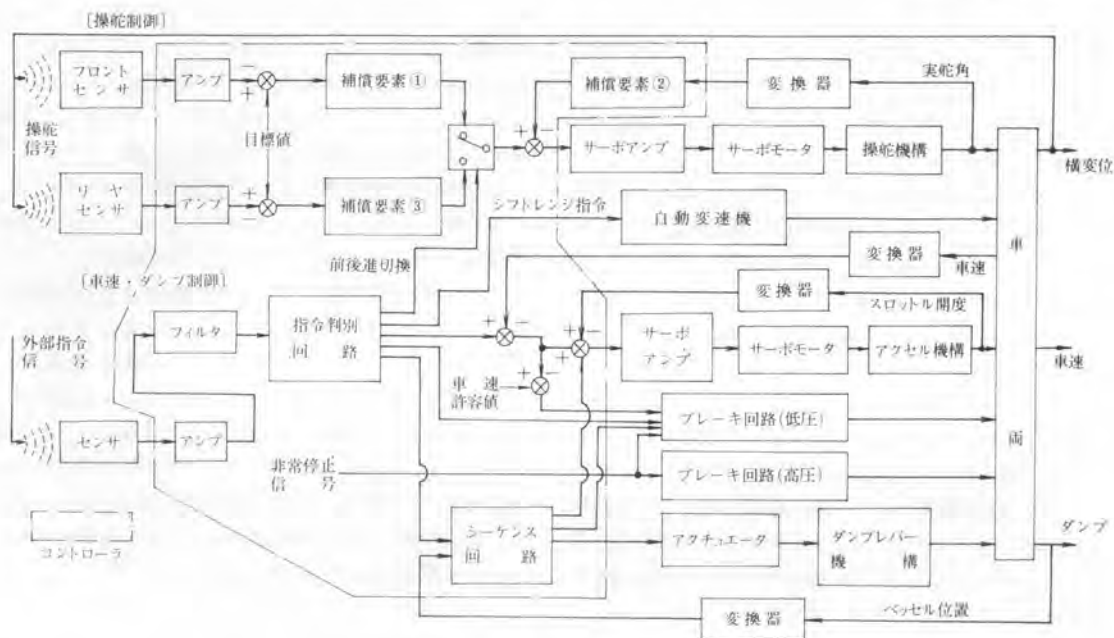 〔操舵制御〕
フロント
センサ
アンプ
補償要素①
補償要素②
変換器
実舵角
操舵
信号
目標値
サーボアンプ
サーボモータ
操舵機構
横変位
リヤ
センサ
アンプ
補償要素③
シフトレンジ指令
自動変速機
前後進切換
変換器
車速
〔車速・ダンプ制御〕
変換器
スロットル開度
外部指令
信号
フィルタ
指令判別
回路
サーボ
アンプ
サーボモータ
アクセル機構
車速
車速
許容値
車両
センサ
アンプ
ブレーキ回路(低圧)
非常停止
信号
ブレーキ回路(高圧)
コントローラ
シーケンス
回路
アクチュエータ
ダンプレバー
機構
ダンプ
変換器
ベッセル位置